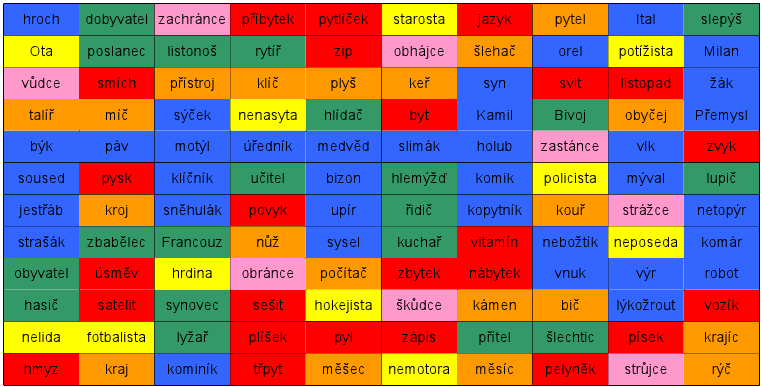 hroch dobyvatel zachránce příbytek pytlíček starosta jazyk pytel Ital slepýš
Ota poslanec listonoš rytíř zip obhájce šlehač orel potížista Milan
vůdce smích přístroj klíč plyš keř syn svit listopad žák
talíř míč sýček nenasyta hlídač byt Kamil Bivoj obyčej Přemysl
býk páv motýl úředník medvěd slimák holub zastánce vlk zvyk
soused pysk klíčník učitel bizon hlemýžď komik policista mýval lupič
jestřáb kroj sněhulák povyk upír řidič kopytník kouř strážce netopýr
strašák zbabělec Francouz nůž sysel kuchař vitamín nebožtík neposeda komár
obyvatel úsměv hrdina obránce počítač zbytek nábytek vnuk výr robot
hasič satelit synovec sešit hokejista škůdce kámen bič lýkožrout vozík
nelida fotbalista lyžař plíšek pyl zápis přítel šlechtic písek krajíc
hmyz kraj kominík třpyt měšec nemotora měsíc pelyněk strůjce rýč